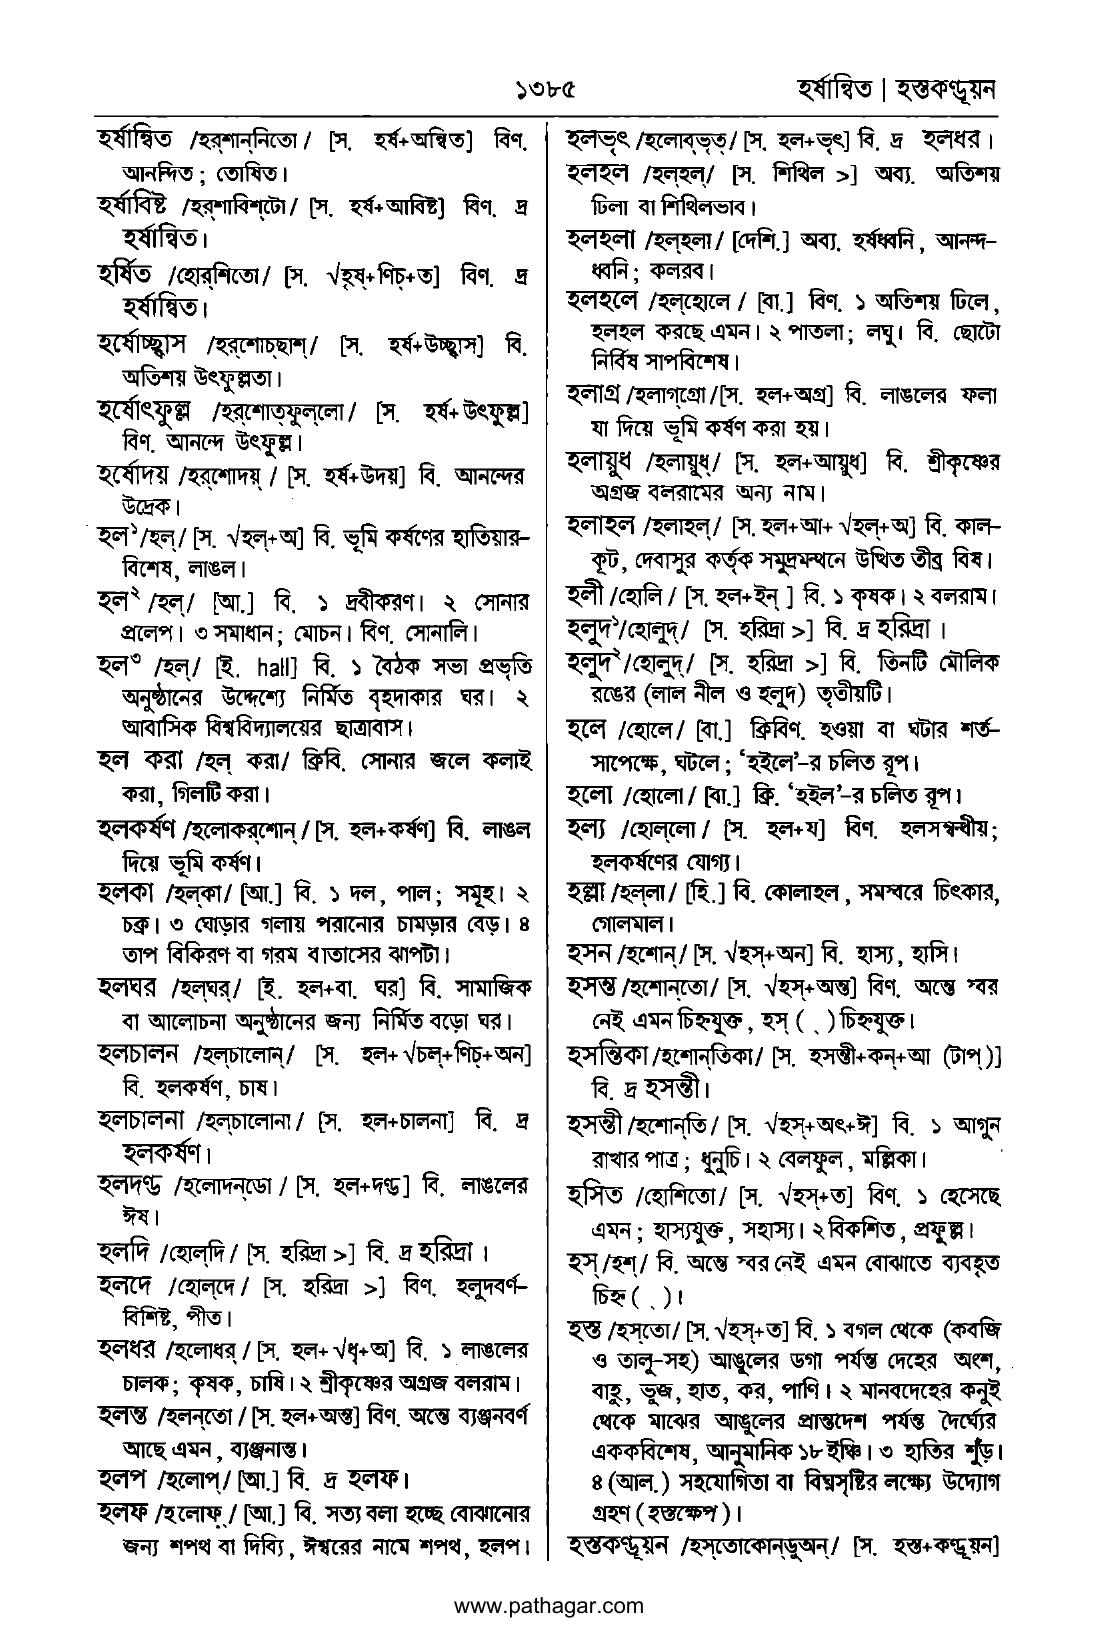 ১৩৮৫
হর্ষান্বিত | হস্তকণ্ডূয়ন
হর্ষান্বিত /হর্‌শান্‌নিতো/ [স. হর্ষ+অন্বিত] বিণ.
আনন্দিত ; তোষিত।
হর্ষাবিষ্ট /হর্‌শাবিশ্‌টো/ [স. হর্ষ+আবিষ্ট] বিণ. দ্র
হর্ষান্বিত।
হর্ষিত /হোর্‌শিতো/ [স. √হৃষ্‌+ণিচ্‌+ত] বিণ. দ্র
হর্ষান্বিত।
হর্ষোচ্ছ্বাস /হর্‌শোচ্‌ছাশ্‌/ [স. হর্ষ+উচ্ছ্বাস] বি.
অতিশয় উৎফুল্লতা।
হর্ষোৎফুল্ল /হর্‌শোত্‌ফুল্‌লো/ [স. হর্ষ+উৎফুল্ল]
বিণ. আনন্দে উৎফুল্ল।
হর্ষোদয় /হর্‌শোদয়্‌/ [স. হর্ষ+উদয়] বি. আনন্দের
উদ্রেক।
হল১ /হল্‌/ [স. √হল্‌+অ] বি. ভূমি কর্ষণের হাতিয়ার–
বিশেষ, লাঙল।
হল২ /হল্‌/ [আ.] বি. ১ দ্রবীকরণ। ২ সোনার
প্রলেপ। ৩ সমাধান; মোচন। বিণ. সোনালি।
হল৩ /হল্‌/ [ই. hall] বি. ১ বৈঠক সভা প্রভৃতি
অনুষ্ঠানের উদ্দেশ্যে নির্মিত বৃহদাকার ঘর। ২
আবাসিক বিশ্ববিদ্যালয়ের ছাত্রাবাস।
হল করা /হল্‌ করা/ ক্রিবি. সোনার জলে কলাই
করা, গিলটি করা।
হলকর্ষণ /হলোকর্‌শোন্‌/ [স. হল+কর্ষণ] বি. লাঙল
দিয়ে ভূমি কর্ষণ।
হলকা /হল্‌কা/ [আ.] বি. ১ দল, পাল; সমূহ। ২
চক্র। ৩ ঘোড়ার গলায় পরানোর চামড়ার বেড়। ৪
তাপ বিকিরণ বা গরম বাতাসের ঝাপটা।
হলঘর /হল্‌ঘর্‌/ [ই. হল+বা. ঘর] বি. সামাজিক
বা আলোচনা অনুষ্ঠানের জন্য নির্মিত বড়ো ঘর।
হলচালন /হল্‌চালোন্‌/ [স. হল+√চল্‌+ণিচ্‌+অন]
বি. হলকর্ষণ, চাষ।
হলচালনা /হল্‌চালোনা/ [স. হল+চালনা] বি. দ্র
হলকর্ষণ।
হলদণ্ড /হলোদন্‌ডো/ [স. হল+দণ্ড] বি. লাঙলের
ঈষ।
হলদি /হোল্‌দি/ [স. হরিদ্রা >] বি. দ্র হরিদ্রা ।
হলদে /হোল্‌দে/ [স. হরিদ্রা >] বিণ. হলুদবর্ণ–
বিশিষ্ট, পীত।
হলধর /হলোধর্‌/ [স. হল+√ধৃ+অ] বি. ১ লাঙলের
চালক; কৃষক, চাষি। ২ শ্রীকৃষ্ণের অগ্রজ বলরাম।
হলন্ত /হলন্‌তো/ [স. হল+অন্ত] বিণ. অন্তে ব্যঞ্জনবর্ণ
আছে এমন, ব্যঞ্জনান্ত।
হলপ /হলোপ্‌/ [আ.] বি. দ্র হলফ।
হলফ /হলোফ্‌/ [আ.] বি. সত্য বলা হচ্ছে বোঝানোর
জন্য শপথ বা দিব্যি, ঈশ্বরের নামে শপথ, হলপ।
হলভৃৎ /হলোব্‌ভৃত্‌/ [স. হল+ভৃৎ] বি. দ্র হলধর।
হলহল /হল্‌হল্‌/ [স. শিথিল >] অব্য. অতিশয়
ঢিলা বা শিথিলভাব।
হলহলা /হল্‌হলা/ [দেশি.] অব্য. হর্ষধ্বনি, আনন্দ–
ধ্বনি; কলরব।
হলহলে /হল্‌হোলে/ [বা.] বিণ. ১ অতিশয় ঢিলে,
হলহল করছে এমন। ২ পাতলা; লঘু। বি. ছোটো
নির্বিষ সাপবিশেষ।
হলাগ্র /হলাগ্‌গ্রো/[স. হল+অগ্র] বি. লাঙলের ফলা
যা দিয়ে ভূমি কর্ষণ করা হয়।
হলায়ুধ /হলায়ুধ্‌/ [স. হল+আয়ুধ] বি. শ্রীকৃষ্ণের
অগ্রজ বলরামের অন্য নাম।
হলাহল /হলাহল্‌/ [স. হল+আ+√হল্‌+অ] বি. কাল–
কূট, দেবাসুর কর্তৃক সমুদ্রমন্থনে উত্থিত তীব্র বিষ।
হলী /হোলি/ [স. হল+ইন্‌ ] বি. ১ কৃষক। ২ বলরাম।
হলুদ১ /হোলুদ্‌/ [স. হরিদ্রা >] বি. দ্র হরিদ্রা ।
হলুদ২ /হোলুদ্‌/ [স. হরিদ্রা >] বি. তিনটি মৌলিক
রঙের (লাল নীল ও হলুদ) তৃতীয়টি।
হলে /হোলে/ [বা.] ক্রিবিণ. হওয়া বা ঘটার শর্ত–
সাপেক্ষে, ঘটলে; ‘হইলে’–র চলিত রূপ।
হলো /হোলো/ [বা.] ক্রি. ‘হইল’–র চলিত রূপ।
হল্য /হোল্‌লো/ [স. হল+য] বিণ. হলসম্বন্ধীয়;
হলকর্ষণের যোগ্য।
হল্লা /হল্‌লা/ [হি.] বি. কোলাহল, সমস্বরে চিৎকার,
গোলমাল।
হসন /হশোন্‌/ [স. √হস্‌+অন] বি. হাস্য, হাসি।
হসন্ত /হশোন্‌তো/ [স. √হস্‌+অন্ত] বিণ. অন্তে স্বর
নেই এমন চিহ্নযুক্ত, হস্‌ ( ্ ) চিহ্নযুক্ত।
হসন্তিকা /হশোন্‌তিকা/ [স. হসন্তী+কন্‌+আ (টাপ্‌)]
বি. দ্র হসন্তী।
হসন্তী /হশোন্‌তি/ [স. √হস্‌+অৎ+ঈ] বি. ১ আগুন
রাখার পাত্র; ধুনুচি। ২ বেলফুল, মল্লিকা।
হসিত /হোশিতো/ [স. √হস্‌+ত] বিণ. ১ হেসেছে
এমন; হাস্যযুক্ত, সহাস্য। ২ বিকশিত, প্রফুল্ল।
হস্‌ /হশ্‌/ বি. অন্তে স্বর নেই এমন বোঝাতে ব্যবহৃত
চিহ্ন ( ্ )।
হস্ত /হস্‌তো/ [স. √হস্‌+ত] বি. ১ বগল থেকে (কবজি
ও তালু–সহ) আঙুলের ডগা পর্যন্ত দেহের অংশ,
বাহু, ভুজ, হাত, কর, পাণি। ২ মানবদেহের কনুই
থেকে মাঝের আঙুলের প্রান্তদেশ পর্যন্ত দৈর্ঘ্যের
এককবিশেষ, আনুমানিক ১৮ ইঞ্চি। ৩ হাতির শুঁড়।
৪ (আল.) সহযোগিতা বা বিঘ্নসৃষ্টির লক্ষ্যে উদ্যোগ
গ্রহণ (হস্তক্ষেপ)।
হস্তকণ্ডূয়ন /হস্‌তোকোন্‌ডুঅন্‌/ [স. হস্ত+কণ্ডূয়ন]
www.pathagar.com